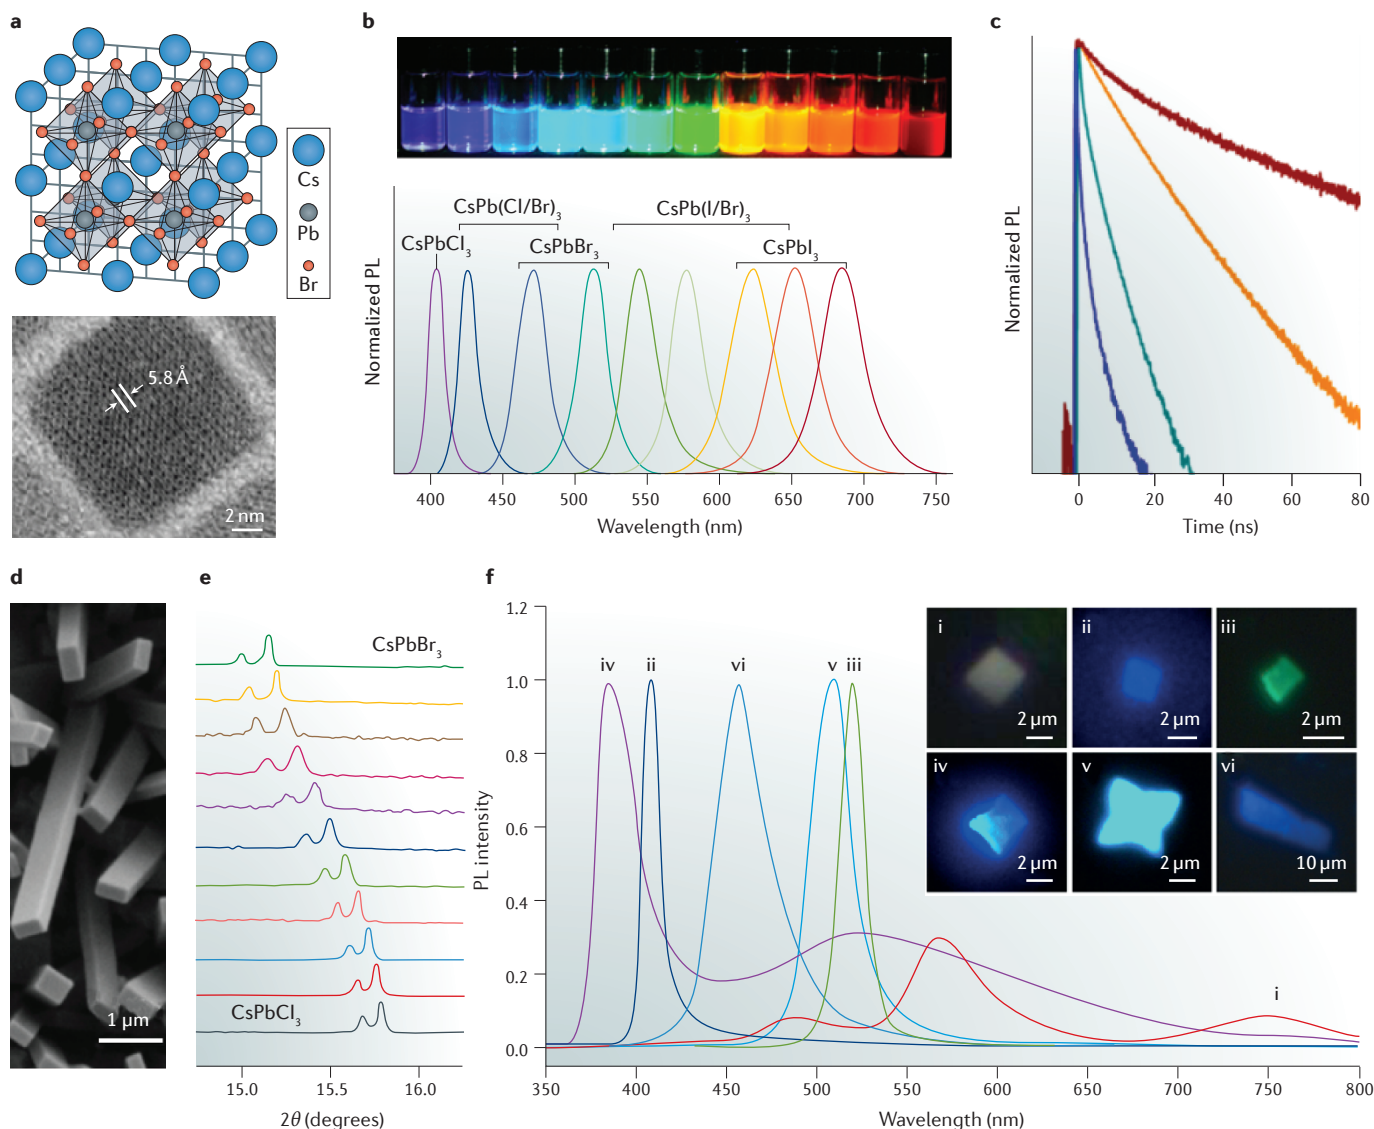 a
Cs
Pb
Br
5.8 Å
2 nm
b
CsPb(Cl/Br)₃
CsPb(I/Br)₃
CsPbCl₃
CsPbBr₃
CsPbI₃
Normalized PL
400 450 500 550 600 650 700 750
Wavelength (nm)
c
Normalized PL
0 20 40 60 80
Time (ns)
d
1 µm
e
CsPbBr₃
CsPbCl₃
15.0 15.5 16.0
2θ (degrees)
f
1.2
1.0
0.8
0.6
0.4
0.2
0.0
PL intensity
iv ii vi v iii
i
350 400 450 500 550 600 650 700 750 800
Wavelength (nm)
i
2 µm
ii
2 µm
iii
2 µm
iv
2 µm
v
2 µm
vi
10 µm